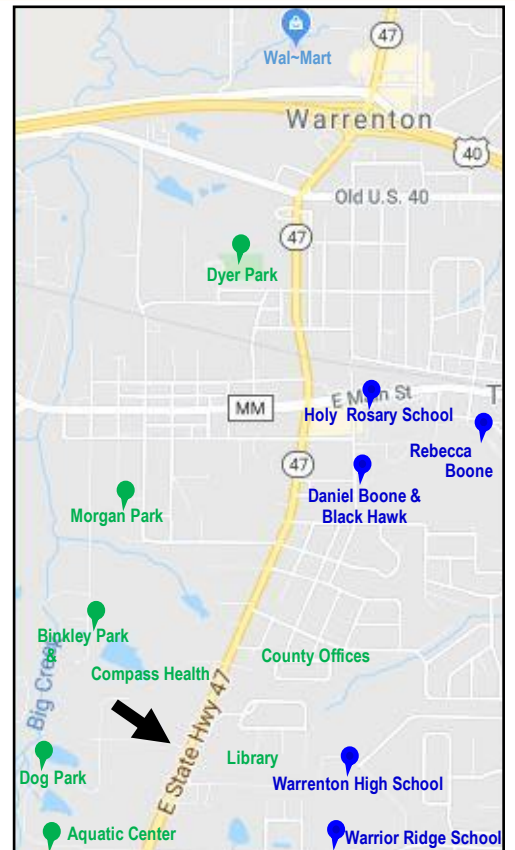 47
Wal~Mart
Warrenton
40
Old U.S. 40
47
Dyer Park
E Main St
MM
Holy Rosary School
T
Rebecca
Boone
47
Daniel Boone &
Black Hawk
Morgan Park
Binkley Park
County Offices
Compass Health
Big Creek
E State Hwy 47
Library
Dog Park
Warrenton High School
Aquatic Center
Warrior Ridge School